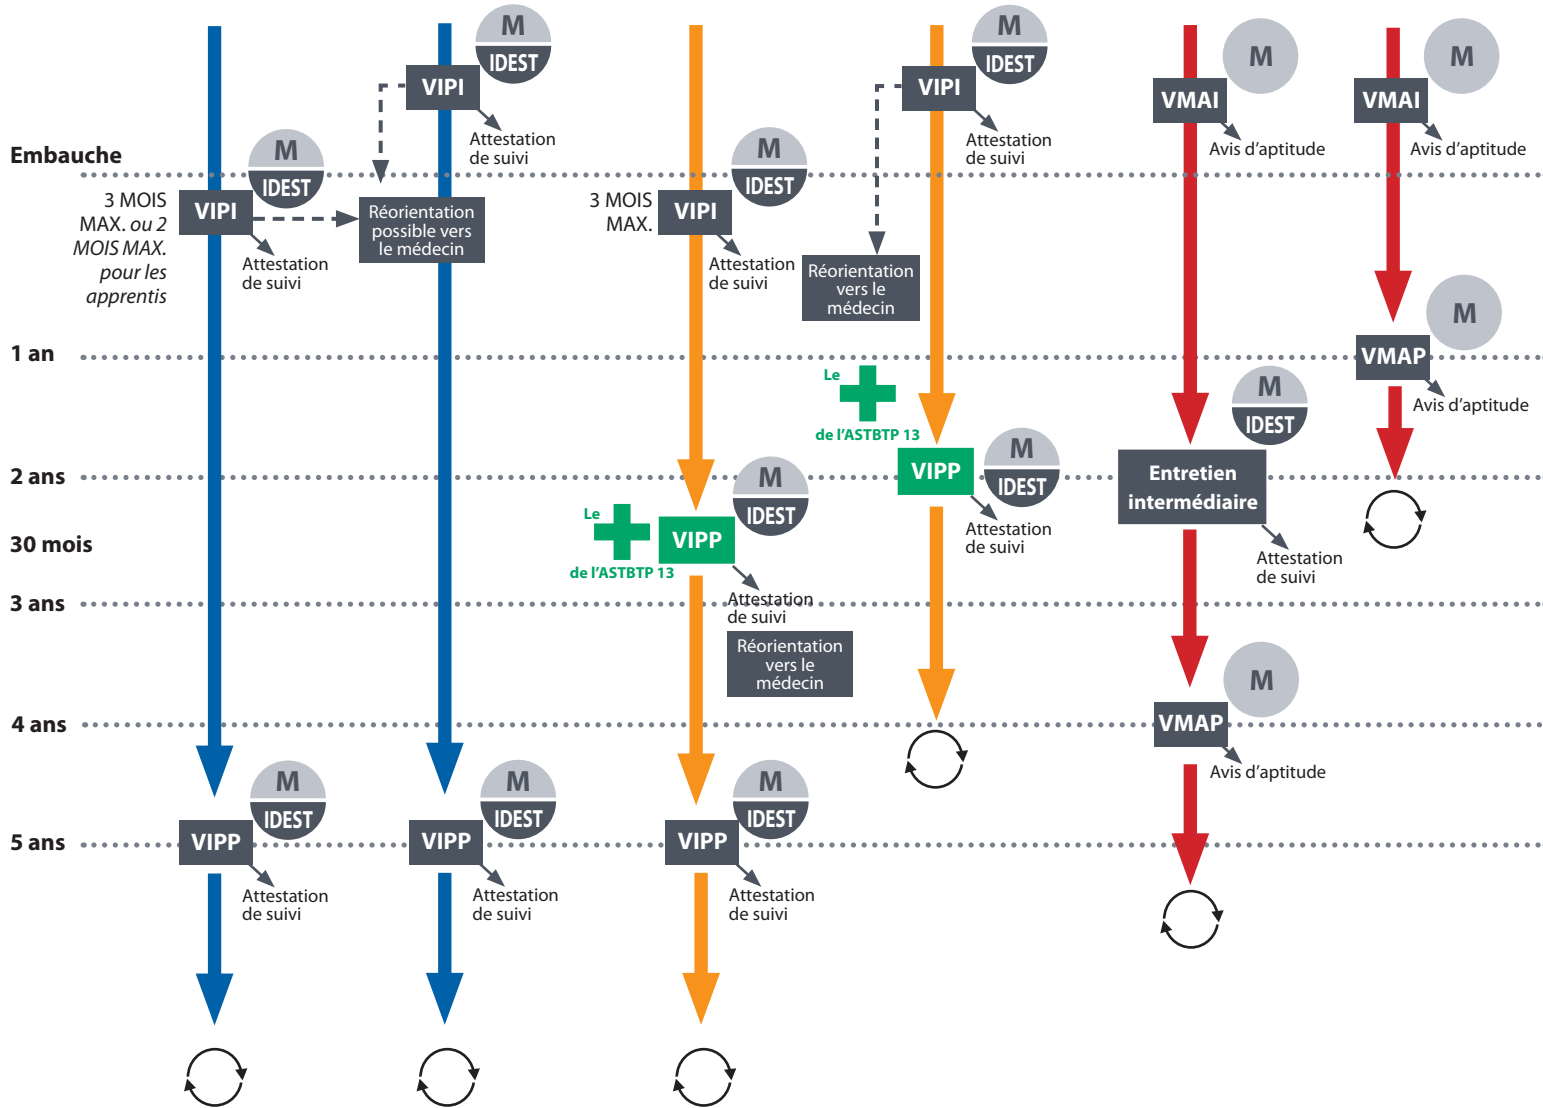 M
IDEST
VIPI
Attestation
de suivi
M
IDEST
VIPI
Attestation
de suivi
M
VMAI
Avis d’aptitude
M
VMAI
Avis d’aptitude
Embauche
3 MOIS
MAX. ou 2
MOIS MAX.
pour les
apprentis
M
IDEST
VIPI
Attestation
de suivi
Réorientation
possible vers
le médecin
3 MOIS
MAX.
M
IDEST
VIPI
Attestation
de suivi
Réorientation
vers le
médecin
1 an
M
VMAP
Avis d’aptitude
Le
de l’ASTBTP 13
2 ans
M
IDEST
VIPP
Attestation
de suivi
M
IDEST
Entretien
intermédiaire
Attestation
de suivi
30 mois
Le
de l’ASTBTP 13
M
IDEST
VIPP
Attestation
de suivi
Réorientation
vers le
médecin
3 ans
4 ans
M
VMAP
Avis d’aptitude
5 ans
M
IDEST
VIPP
Attestation
de suivi
M
IDEST
VIPP
Attestation
de suivi
M
IDEST
VIPP
Attestation
de suivi